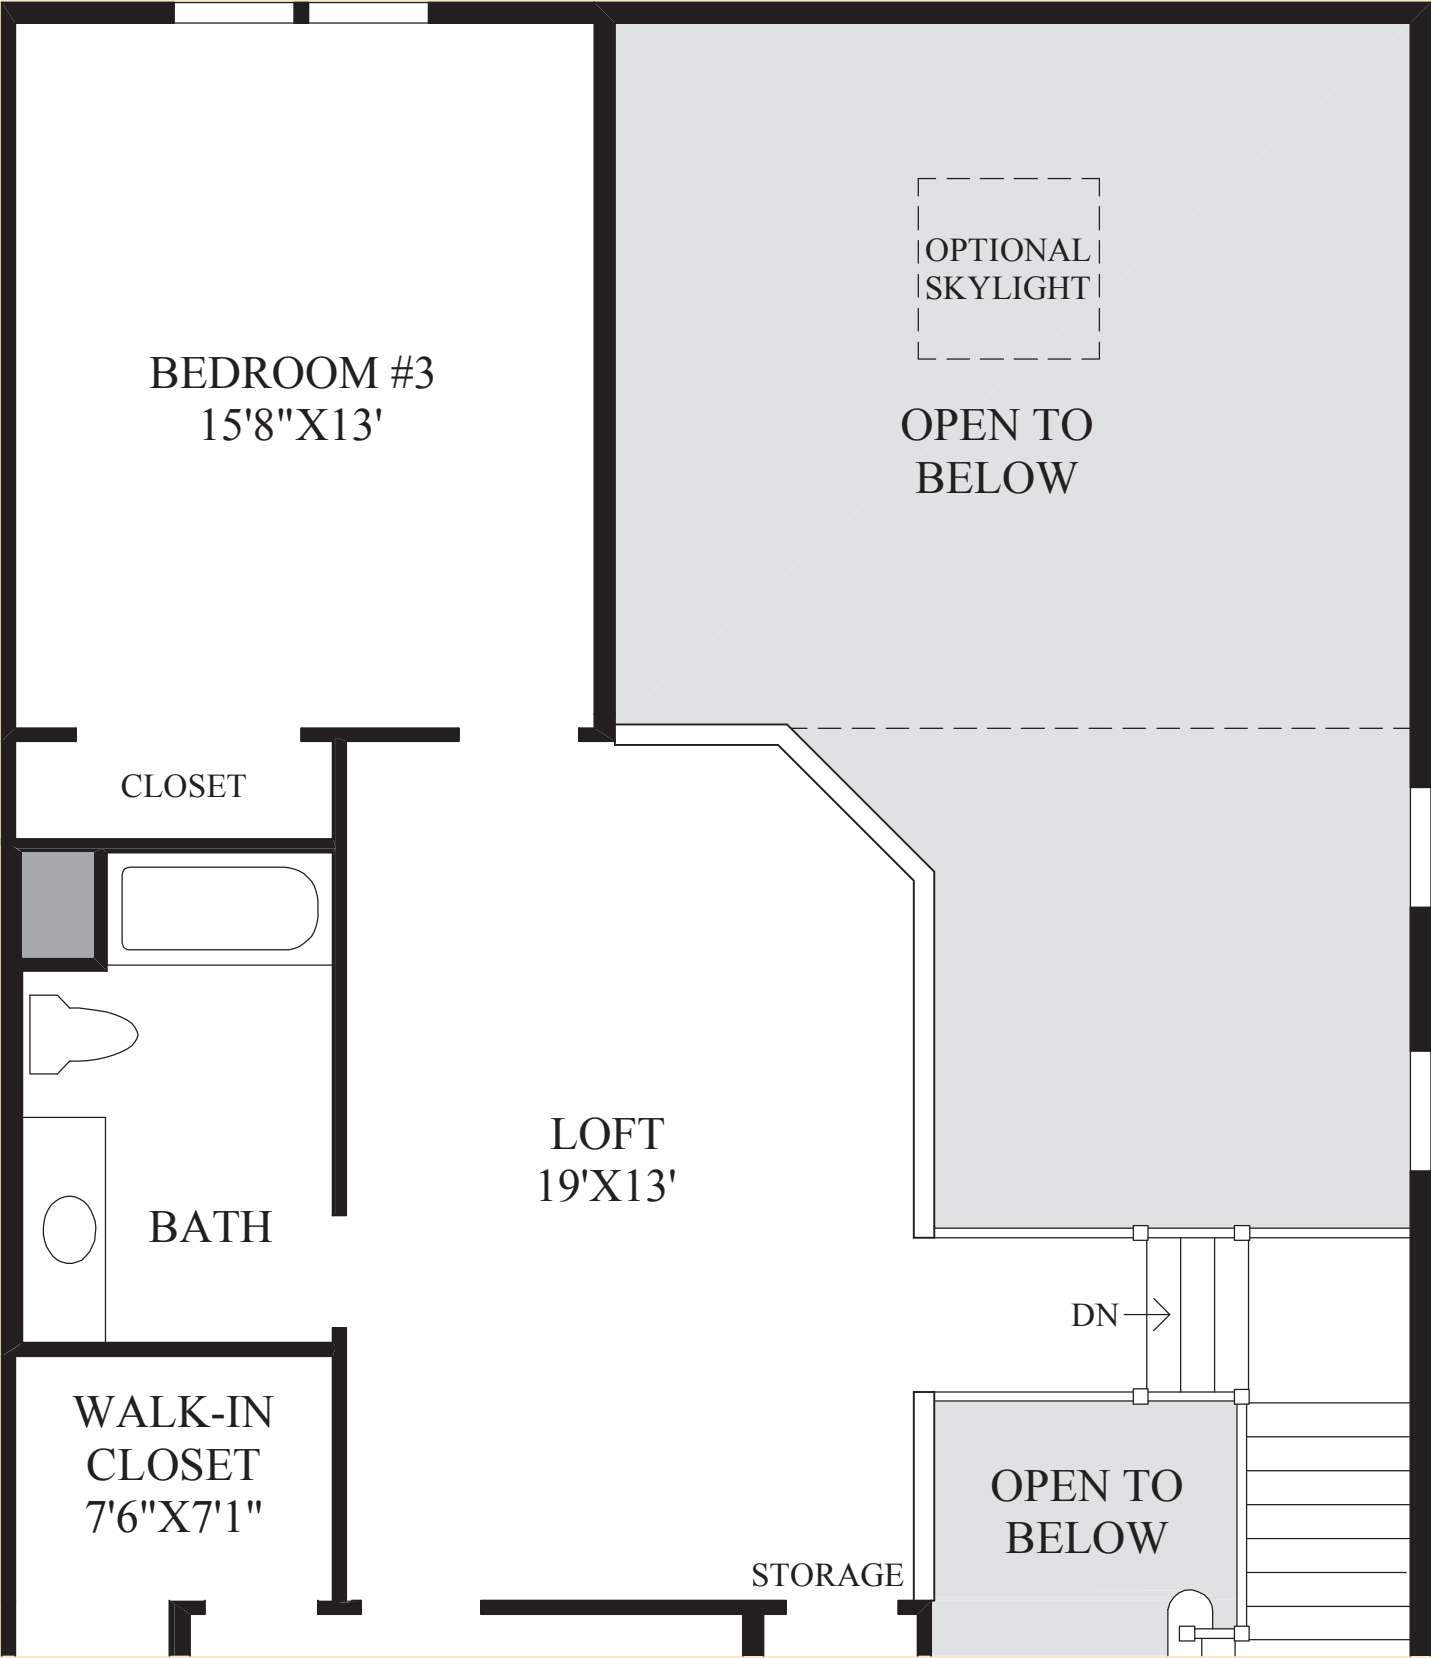 OPTIONAL
SKYLIGHT
BEDROOM #3
15'8"X13'
OPEN TO
BELOW
CLOSET
LOFT
19'X13'
BATH
DN
WALK-IN
CLOSET
7'6"X7'1"
OPEN TO
BELOW
STORAGE